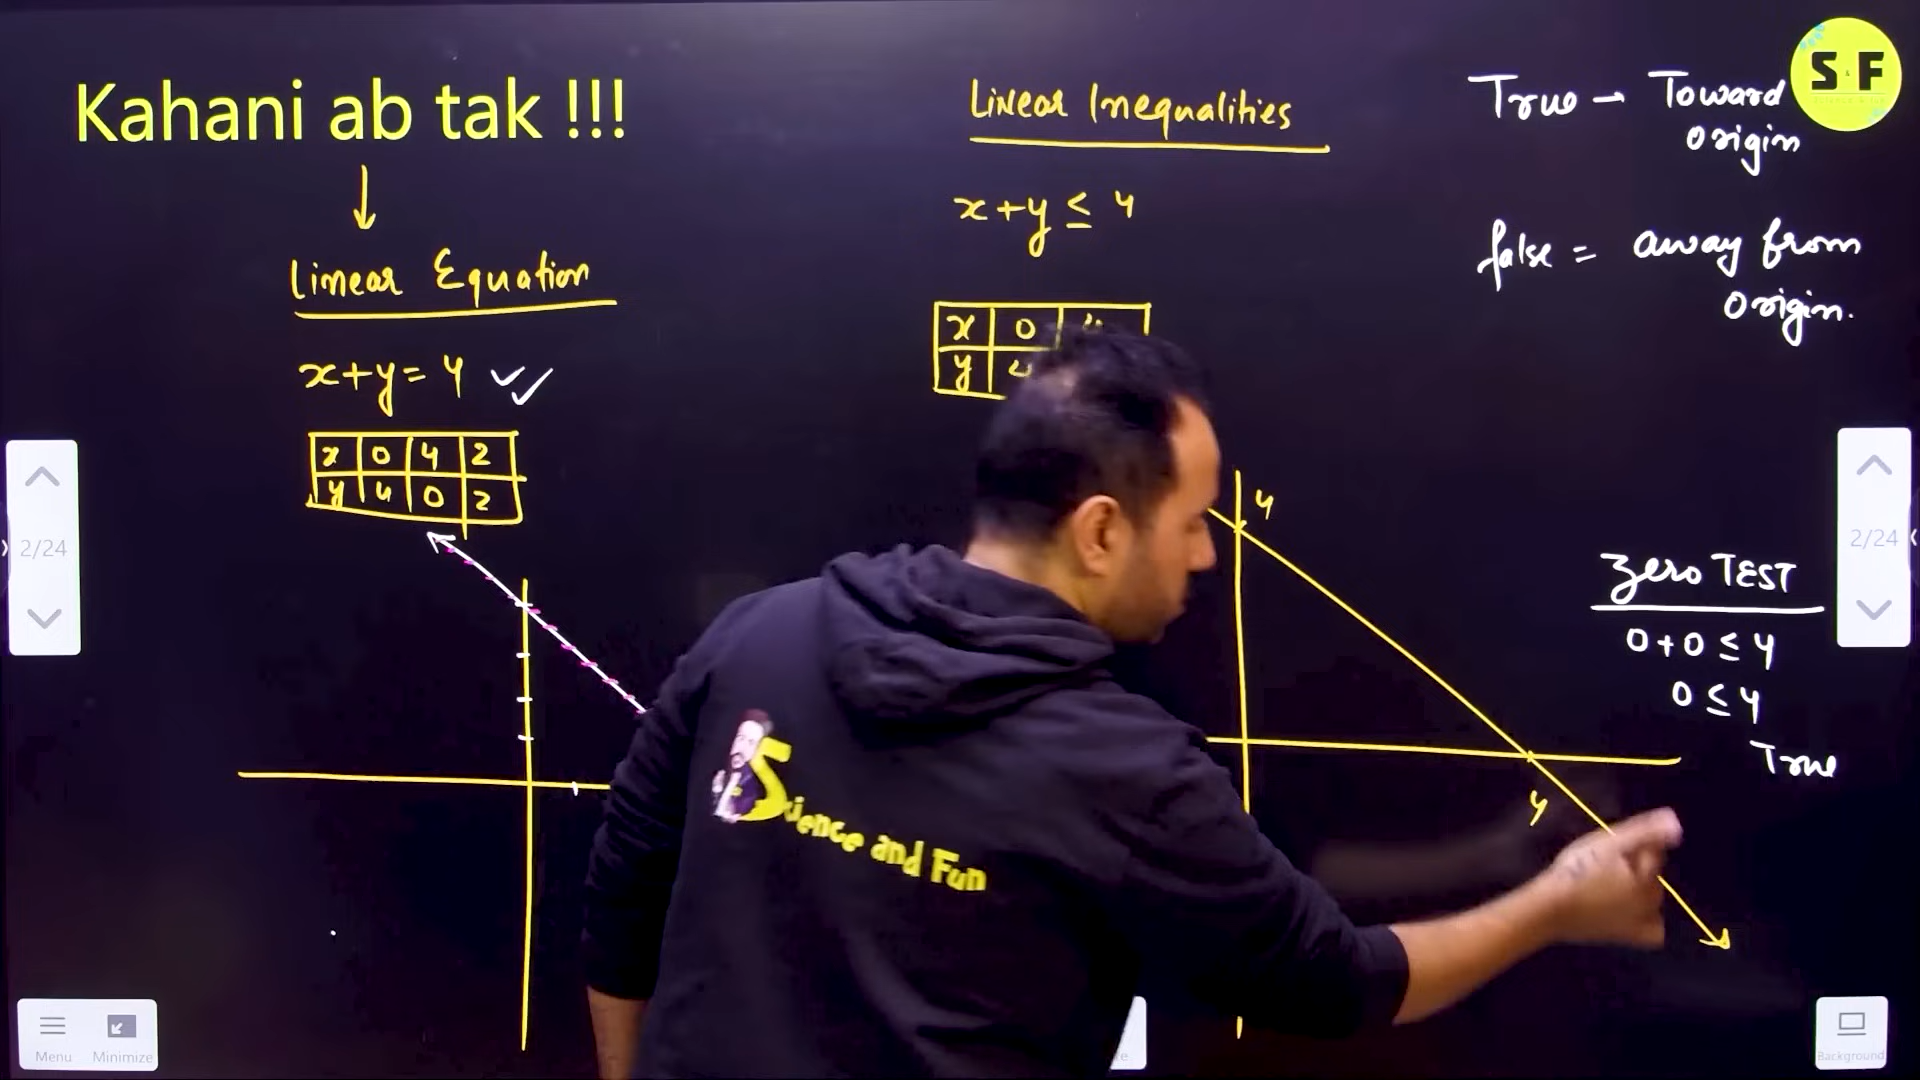 Kahani ab tak !!!
↓
Linear Equation
x+y=4 ✓✓
x 0 4 2
y 4 0 2
Linear Inequalities
x+y ≤ 4
x 0
y
4
4
True → Toward
origin
false = away from
origin.
Zero TEST
0+0 ≤ 4
0 ≤ 4
True
S&F
Science and Fun
2/24
2/24
Menu
Minimize
Background